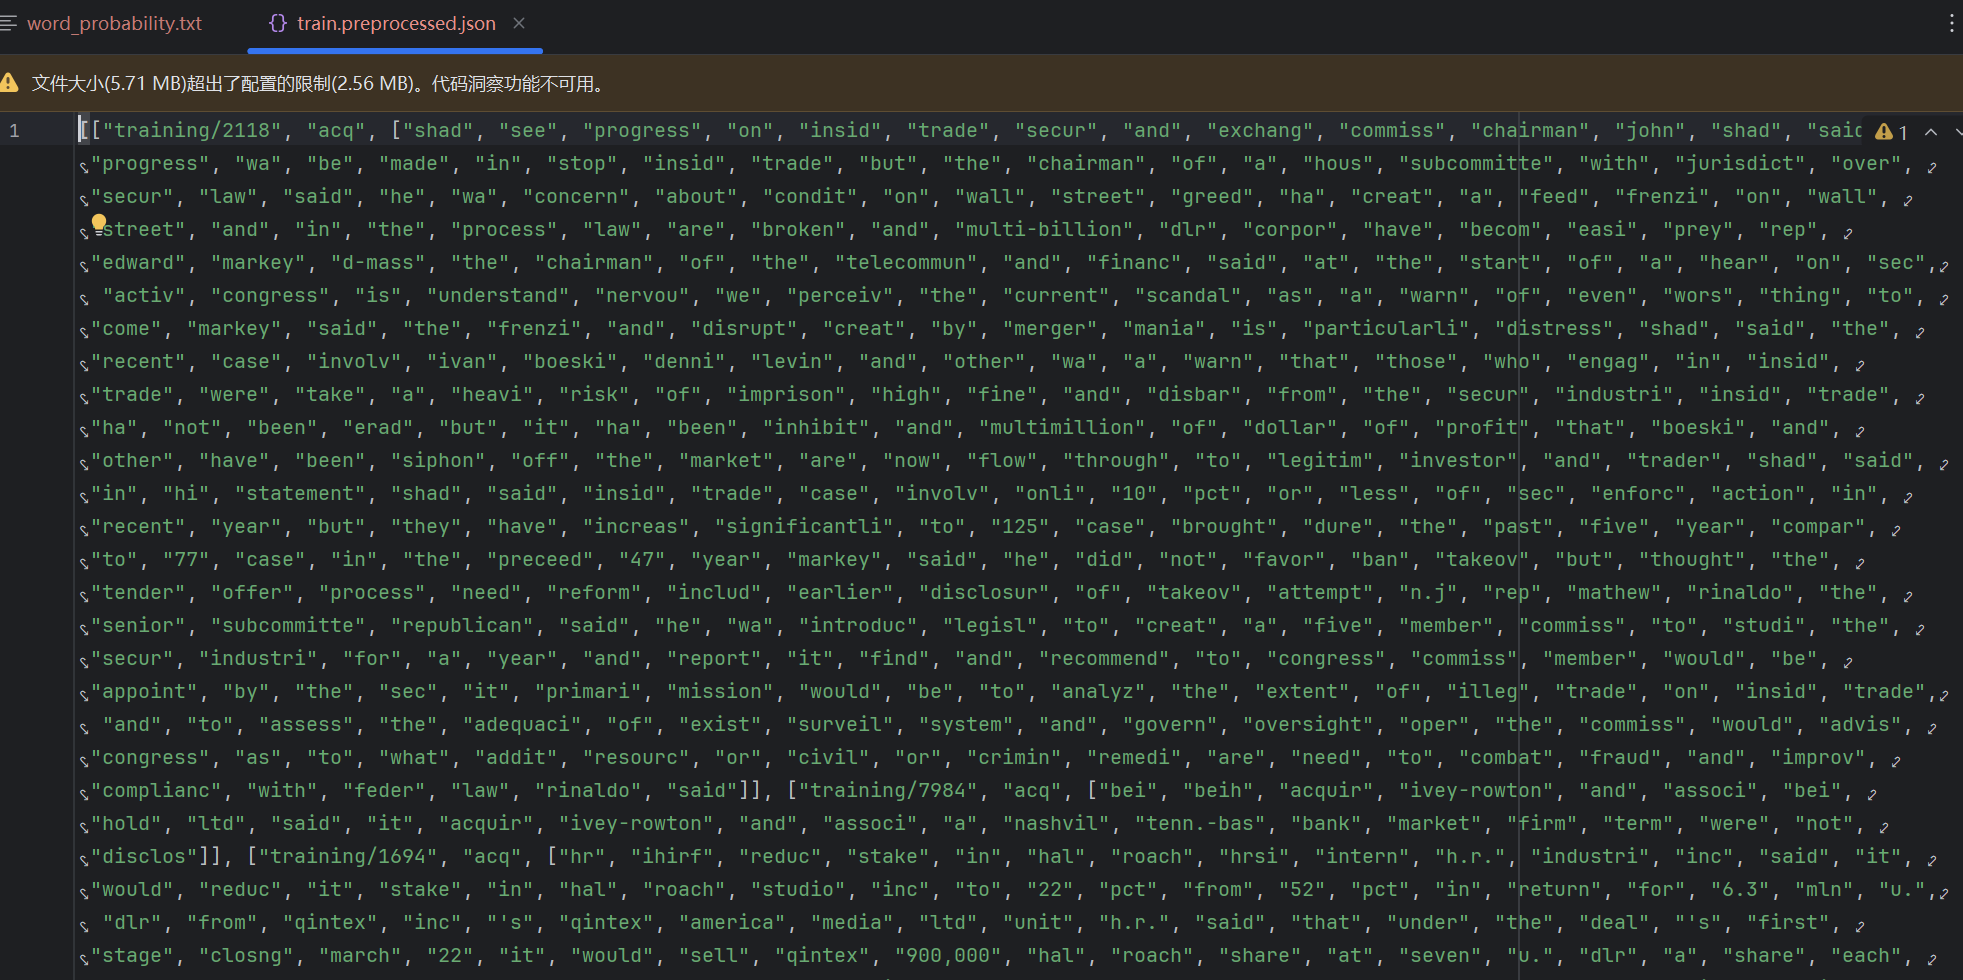 word_probability.txt {} train.preprocessed.json ×
文件大小(5.71 MB)超出了配置的限制(2.56 MB)。代码洞察功能不可用。
1 [["training/2118", "acq", ["shad", "see", "progress", "on", "insid", "trade", "secur", "and", "exchang", "commiss", "chairman", "john", "shad", "said 1
"progress", "wa", "be", "made", "in", "stop", "insid", "trade", "but", "the", "chairman", "of", "a", "hous", "subcommitte", "with", "jurisdict", "over",
"secur", "law", "said", "he", "wa", "concern", "about", "condit", "on", "wall", "street", "greed", "ha", "creat", "a", "feed", "frenzi", "on", "wall",
"street", "and", "in", "the", "process", "law", "are", "broken", "and", "multi-billion", "dlr", "corpor", "have", "becom", "easi", "prey", "rep",
"edward", "markey", "d-mass", "the", "chairman", "of", "the", "telecommun", "and", "financ", "said", "at", "the", "start", "of", "a", "hear", "on", "sec",
"activ", "congress", "is", "understand", "nervou", "we", "perceiv", "the", "current", "scandal", "as", "a", "warn", "of", "even", "wors", "thing", "to",
"come", "markey", "said", "the", "frenzi", "and", "disrupt", "creat", "by", "merger", "mania", "is", "particularli", "distress", "shad", "said", "the",
"recent", "case", "involv", "ivan", "boeski", "denni", "levin", "and", "other", "wa", "a", "warn", "that", "those", "who", "engag", "in", "insid",
"trade", "were", "take", "a", "heavi", "risk", "of", "imprison", "high", "fine", "and", "disbar", "from", "the", "secur", "industri", "insid", "trade",
"ha", "not", "been", "erad", "but", "it", "ha", "been", "inhibit", "and", "multimillion", "of", "dollar", "of", "profit", "that", "boeski", "and",
"other", "have", "been", "siphon", "off", "the", "market", "are", "now", "flow", "through", "to", "legitim", "investor", "and", "trader", "shad", "said",
"in", "hi", "statement", "shad", "said", "insid", "trade", "case", "involv", "onli", "10", "pct", "or", "less", "of", "sec", "enforc", "action", "in",
"recent", "year", "but", "they", "have", "increas", "significantli", "to", "125", "case", "brought", "dure", "the", "past", "five", "year", "compar",
"to", "77", "case", "in", "the", "preceed", "47", "year", "markey", "said", "he", "did", "not", "favor", "ban", "takeov", "but", "thought", "the",
"tender", "offer", "process", "need", "reform", "includ", "earlier", "disclosur", "of", "takeov", "attempt", "n.j", "rep", "mathew", "rinaldo", "the",
"senior", "subcommitte", "republican", "said", "he", "wa", "introduc", "legisl", "to", "creat", "a", "five", "member", "commiss", "to", "studi", "the",
"secur", "industri", "for", "a", "year", "and", "report", "it", "find", "and", "recommend", "to", "congress", "commiss", "member", "would", "be",
"appoint", "by", "the", "sec", "it", "primari", "mission", "would", "be", "to", "analyz", "the", "extent", "of", "illeg", "trade", "on", "insid", "trade",
"and", "to", "assess", "the", "adequaci", "of", "exist", "surveil", "system", "and", "govern", "oversight", "oper", "the", "commiss", "would", "advis",
"congress", "as", "to", "what", "addit", "resourc", "or", "civil", "or", "crimin", "remedi", "are", "need", "to", "combat", "fraud", "and", "improv",
"complianc", "with", "feder", "law", "rinaldo", "said"]], ["training/7984", "acq", ["bei", "beih", "acquir", "ivey-rowton", "and", "associ", "bei",
"hold", "ltd", "said", "it", "acquir", "ivey-rowton", "and", "associ", "a", "nashvil", "tenn.-bas", "bank", "market", "firm", "term", "were", "not",
"disclos"]], ["training/1694", "acq", ["hr", "ihirf", "reduc", "stake", "in", "hal", "roach", "hrsi", "intern", "h.r.", "industri", "inc", "said", "it",
"would", "reduc", "it", "stake", "in", "hal", "roach", "studio", "inc", "to", "22", "pct", "from", "52", "pct", "in", "return", "for", "6.3", "mln", "u.",
"dlr", "from", "qintex", "inc", "'s", "qintex", "america", "media", "ltd", "unit", "h.r.", "said", "that", "under", "the", "deal", "'s", "first",
"stage", "closng", "march", "22", "it", "would", "sell", "qintex", "900,000", "hal", "roach", "share", "at", "seven", "u.", "dlr", "a", "share", "each",